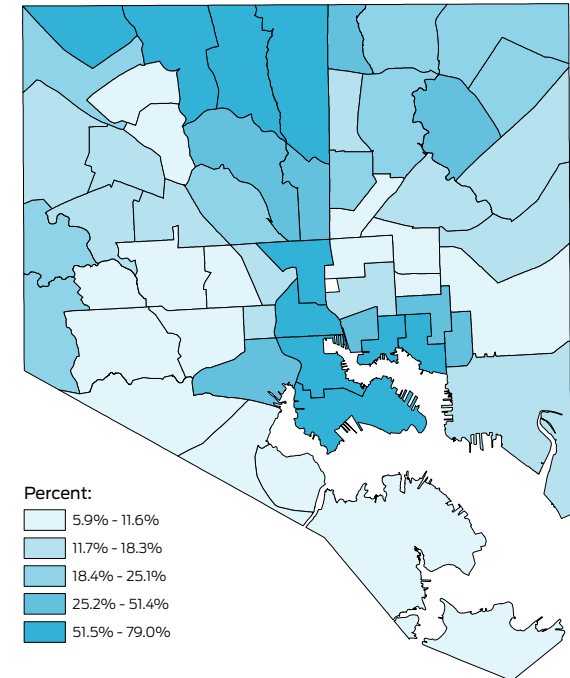 Percent:
5.9% - 11.6%
11.7% - 18.3%
18.4% - 25.1%
25.2% - 51.4%
51.5% - 79.0%